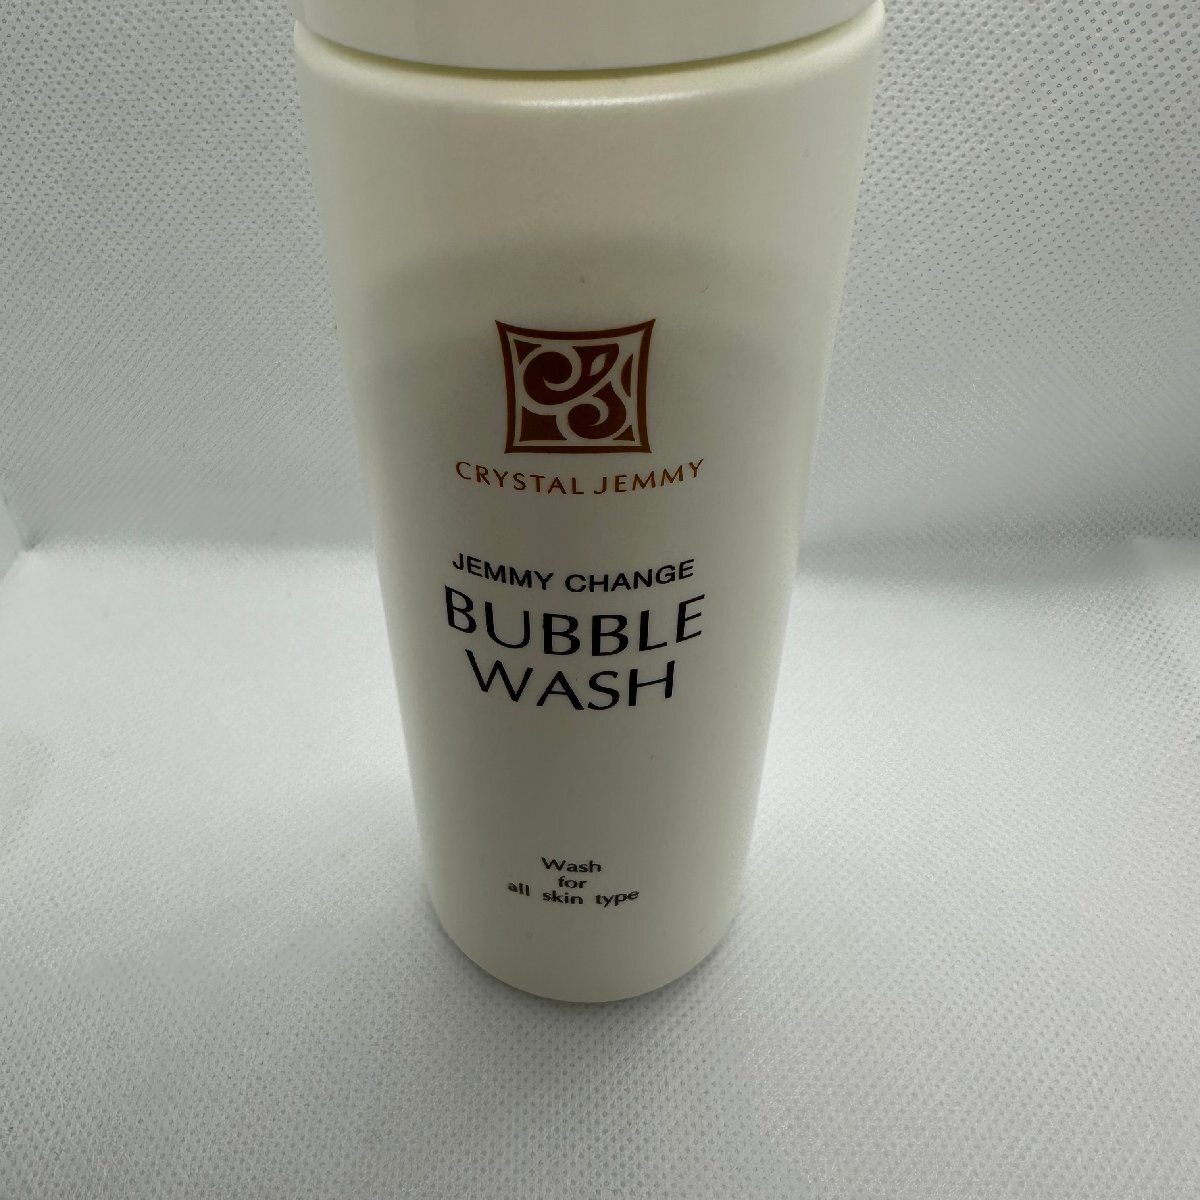 CRYSTAL JEMMY
JEMMY CHANGE
BUBBLE
WASH
Wash
for
all skin type